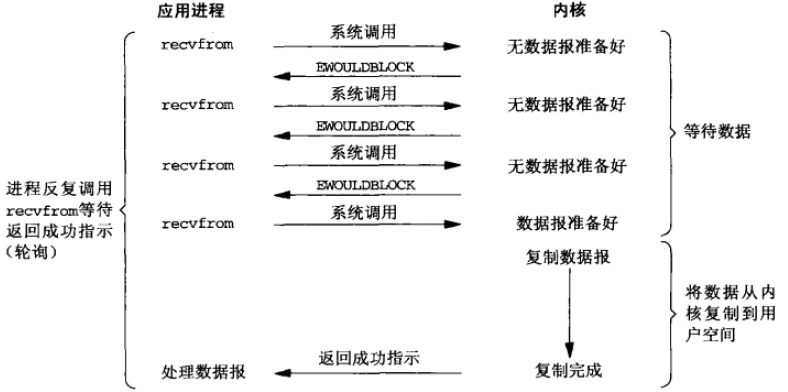 应用进程 内核
recvfrom 系统调用 无数据报准备好
EWOULDBLOCK
recvfrom 系统调用 无数据报准备好
EWOULDBLOCK
recvfrom 系统调用 无数据报准备好
EWOULDBLOCK
recvfrom 系统调用 数据报准备好
等待数据
进程反复调用
recvfrom等待
返回成功指示
（轮询）
复制数据报
将数据从内
核复制到用
户空间
处理数据报 返回成功指示 复制完成